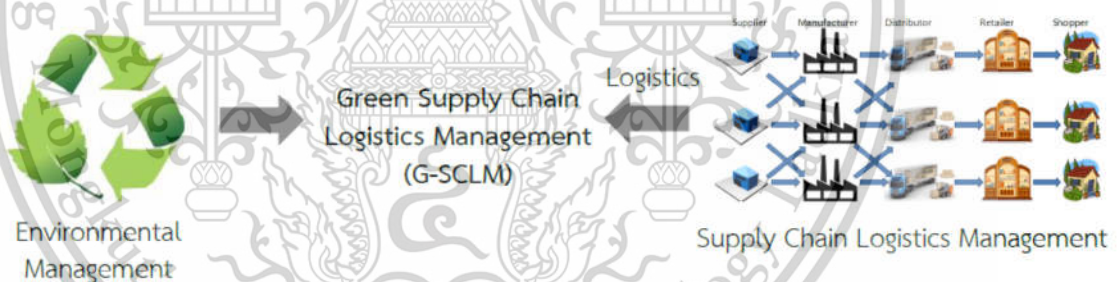 Supplier Manufacturer Distributor Retailer Shopper
Logistics
Green Supply Chain
Logistics Management
(G-SCLM)
Environmental
Management
Supply Chain Logistics Management